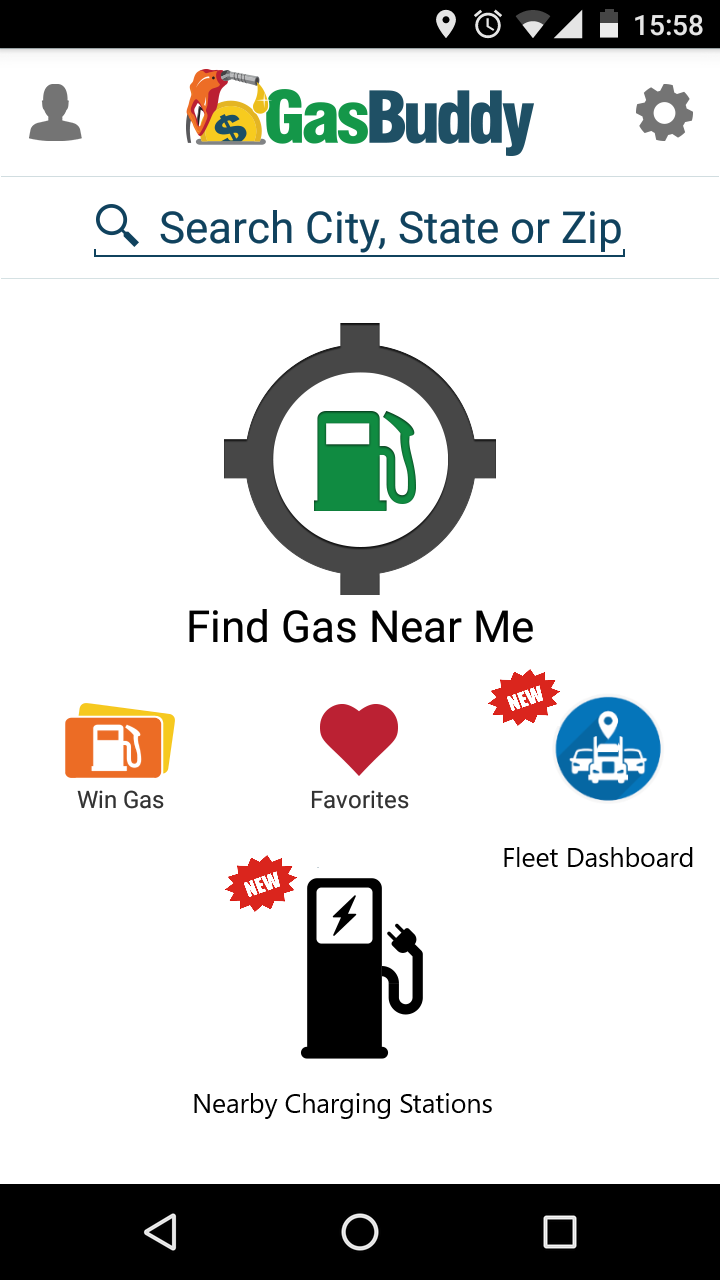 15:58
$
GasBuddy
Search City, State or Zip
Find Gas Near Me
NEW
Win Gas
Favorites
Fleet Dashboard
NEW
Nearby Charging Stations